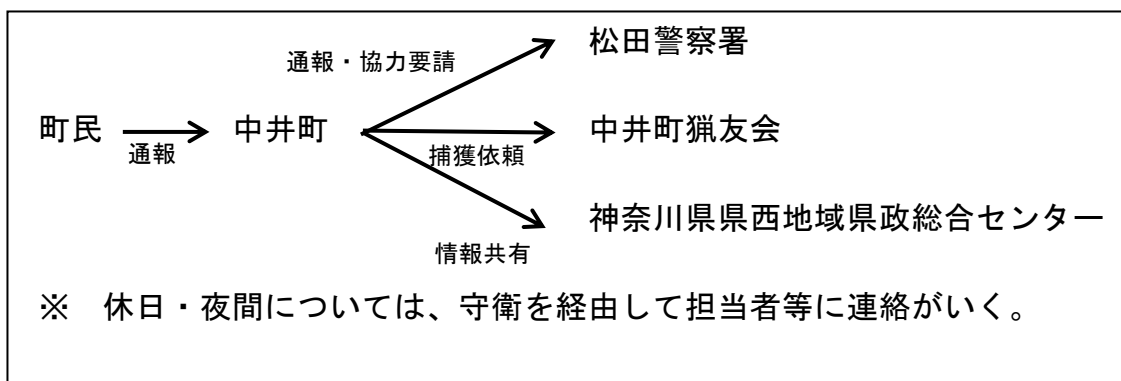 松田警察署
通報・協力要請
町民
通報
中井町
中井町猟友会
捕獲依頼
神奈川県県西地域県政総合センター
情報共有
※　休日・夜間については、守衛を経由して担当者等に連絡がいく。